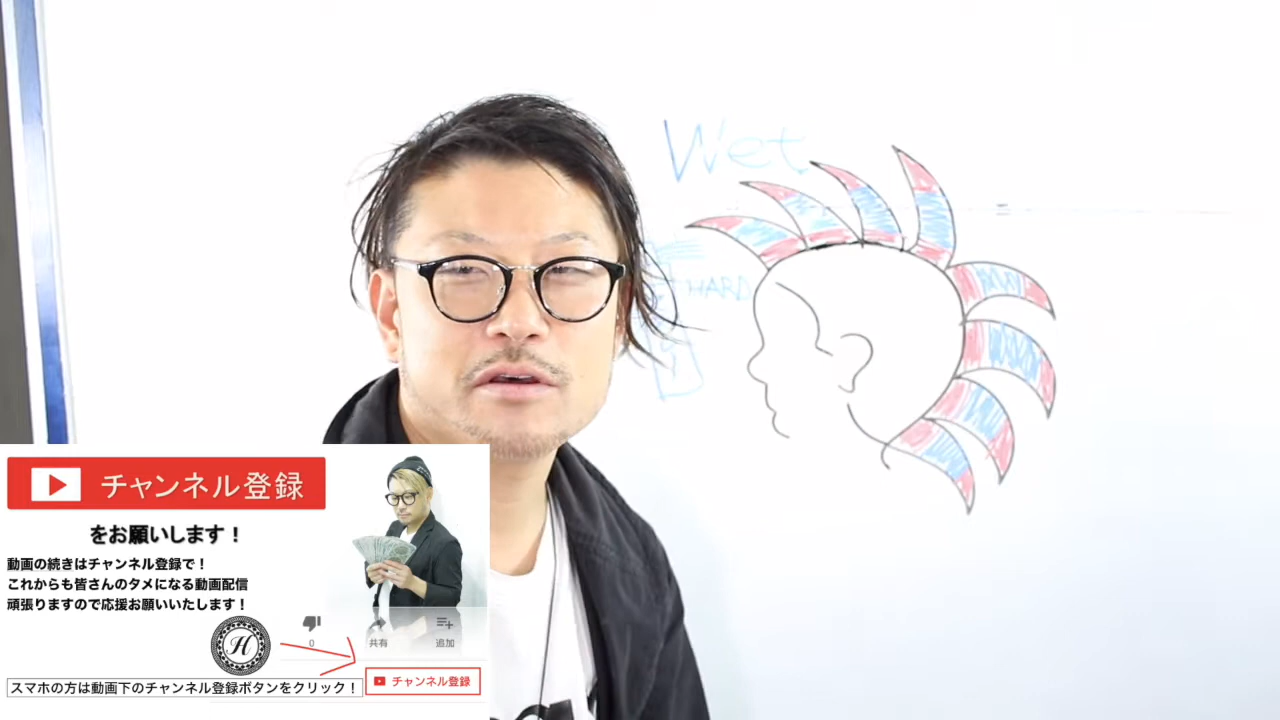 Wet
HARD
チャンネル登録
をお願いします！
動画の続きはチャンネル登録で！
これからも皆さんのタメになる動画配信
頑張りますので応援お願いいたします！
H
0
共有
追加
スマホの方は動画下のチャンネル登録ボタンをクリック！
チャンネル登録